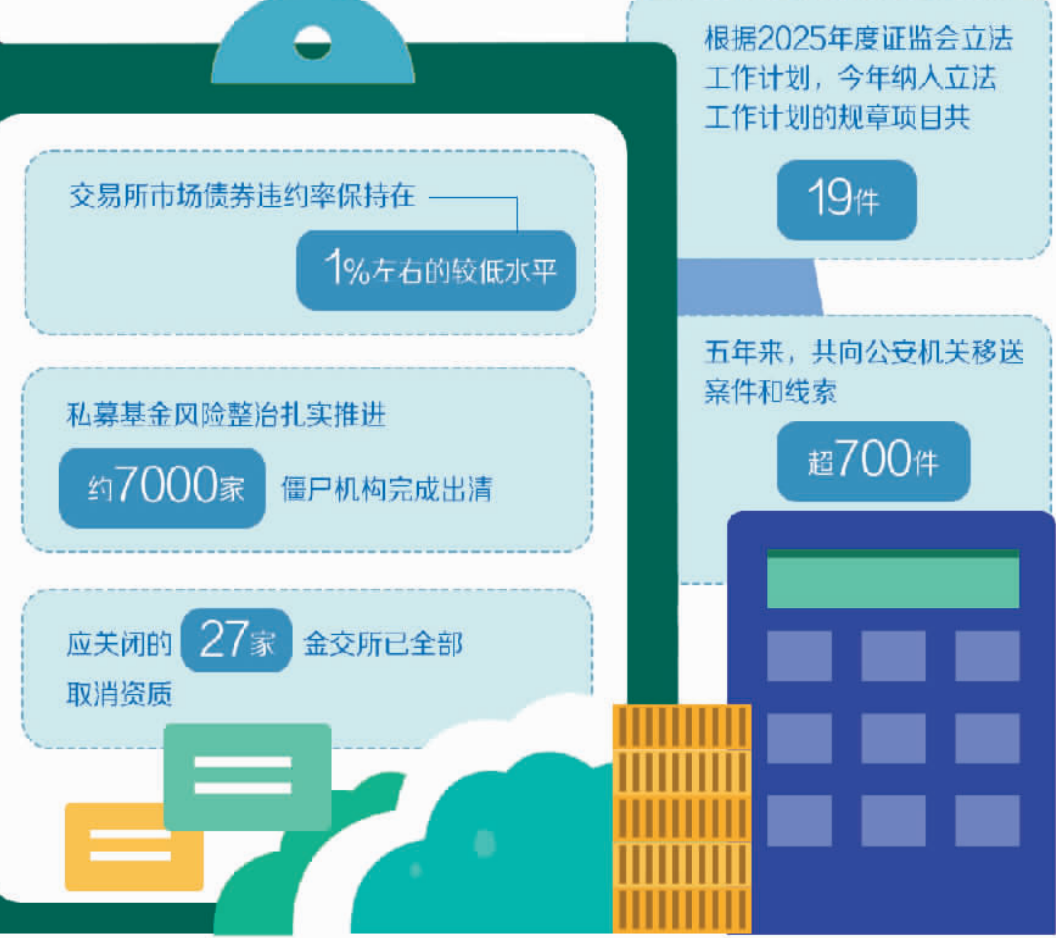 交易所市场债券违约率保持在
1%左右的较低水平
私募基金风险整治扎实推进
约7000家 僵尸机构完成出清
应关闭的 27家 金交所已全部
取消资质
根据2025年度证监会立法
工作计划，今年纳入立法
工作计划的规章项目共
19件
五年来，共向公安机关移送
案件和线索
超700件